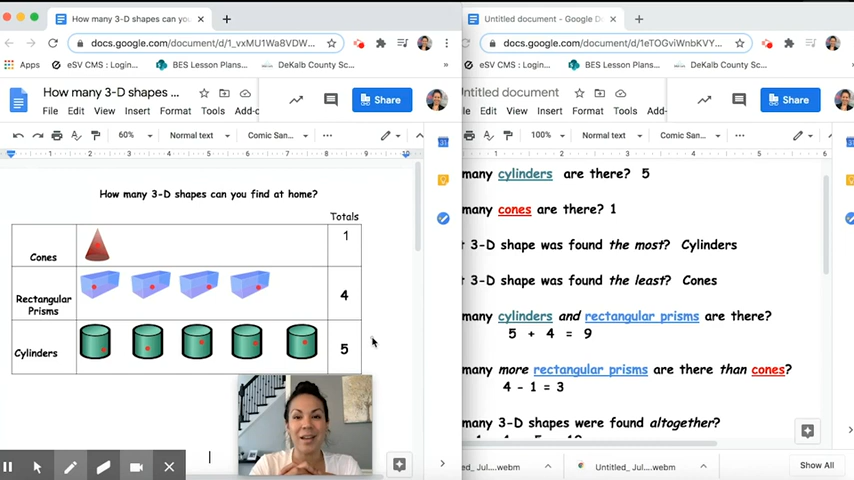 How many 3-D shapes can you
Untitled document - Google D
docs.google.com/document/d/1_vxMU1Wa8VDW...
docs.google.com/document/d/1eTOGviWnbKVY...
Apps
eSV CMS : Login...
BES Lesson Plans...
DeKalb County Sc...
eSV CMS : Login...
BES Lesson Plans...
DeKalb County Sc...
How many 3-D shapes ...
File Edit View Insert Format Tools Add-o
Share
Untitled document
File Edit View Insert Format Tools Add-
Share
60% Normal text Comic San...
100% Normal text Comic San...
How many 3-D shapes can you find at home?
Totals
Cones 1
Rectangular
Prisms 4
Cylinders 5
many cylinders are there? 5
many cones are there? 1
t 3-D shape was found the most? Cylinders
t 3-D shape was found the least? Cones
many cylinders and rectangular prisms are there?
5 + 4 = 9
many more rectangular prisms are there than cones?
4 - 1 = 3
many 3-D shapes were found altogether?
ntitled_ Jul....webm
Untitled_ Jul....webm
Show All